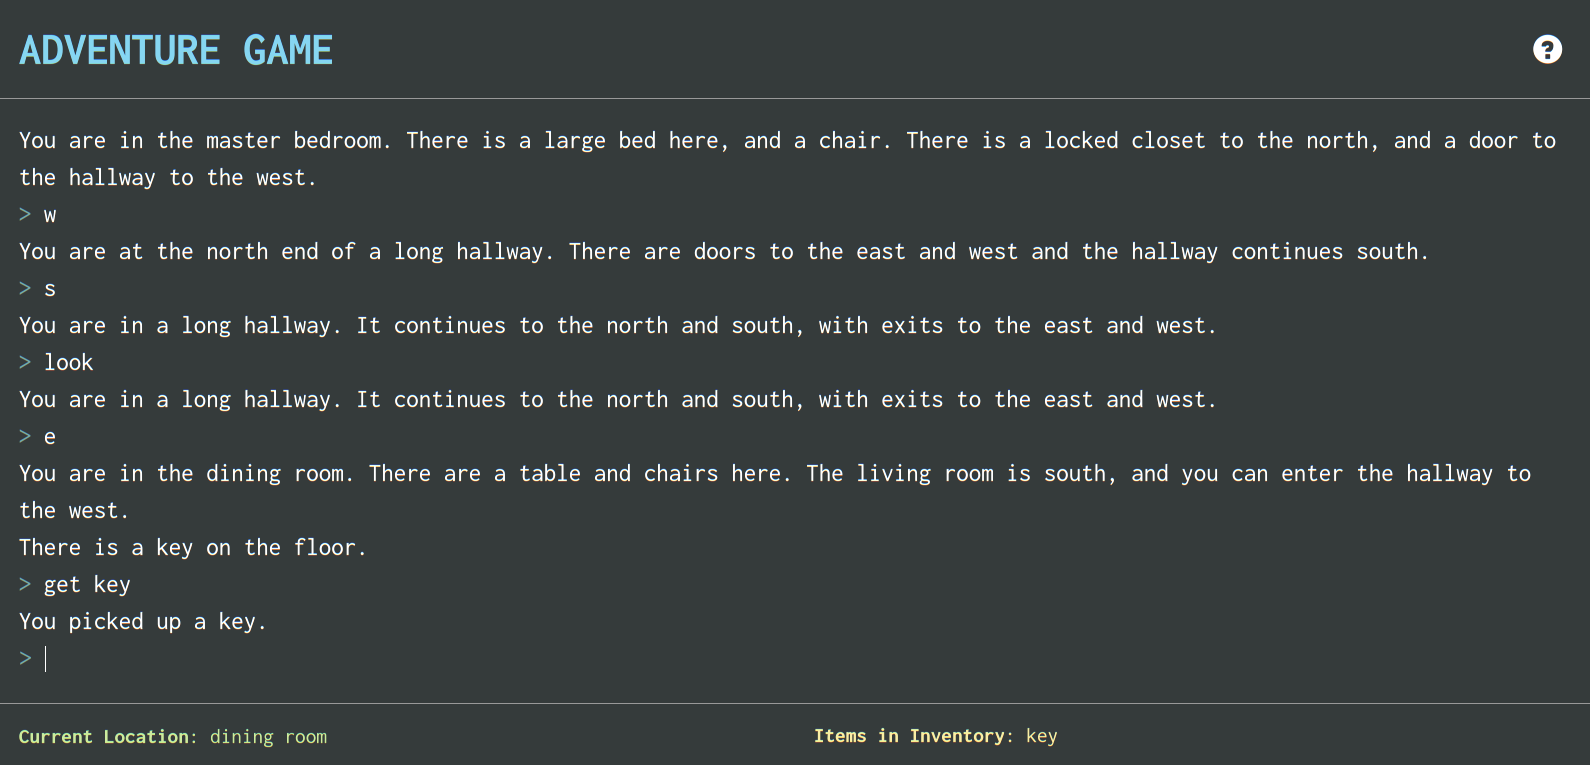 ADVENTURE GAME
?
You are in the master bedroom. There is a large bed here, and a chair. There is a locked closet to the north, and a door to
the hallway to the west.
> w
You are at the north end of a long hallway. There are doors to the east and west and the hallway continues south.
> s
You are in a long hallway. It continues to the north and south, with exits to the east and west.
> look
You are in a long hallway. It continues to the north and south, with exits to the east and west.
> e
You are in the dining room. There are a table and chairs here. The living room is south, and you can enter the hallway to
the west.
There is a key on the floor.
> get key
You picked up a key.
>
Current Location: dining room
Items in Inventory: key